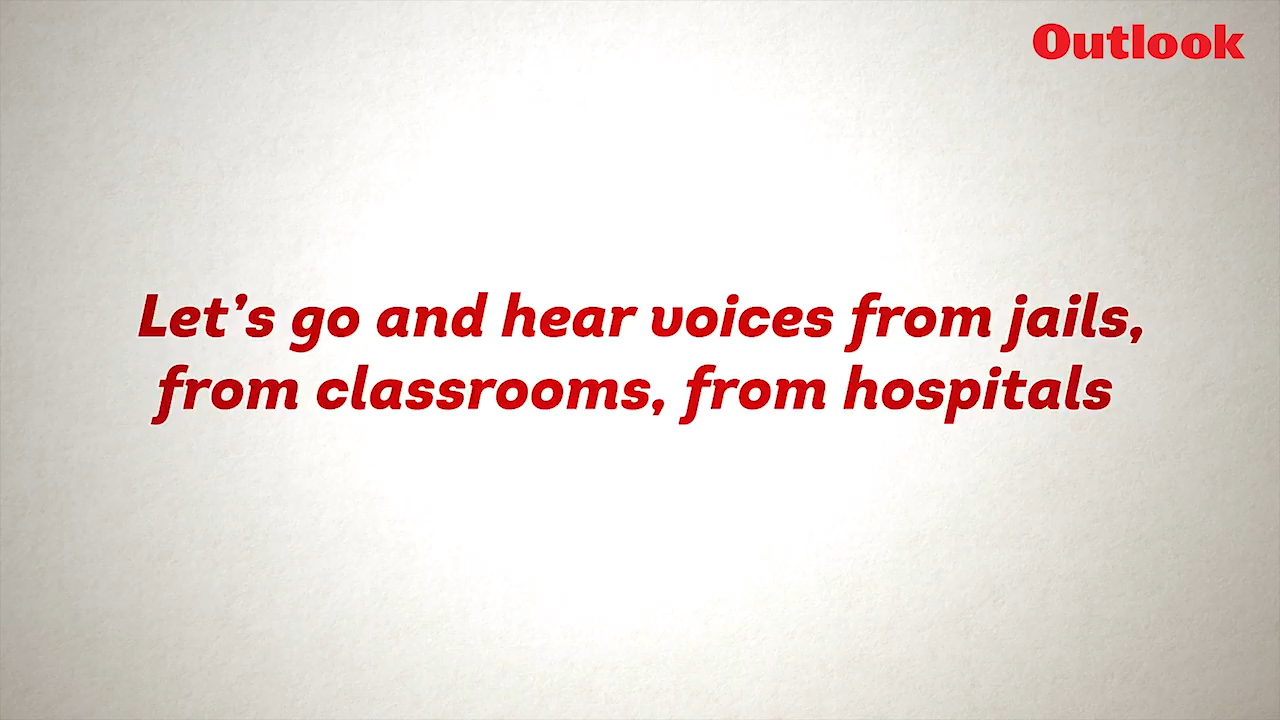 Outlook
Let’s go and hear voices from jails,
from classrooms, from hospitals